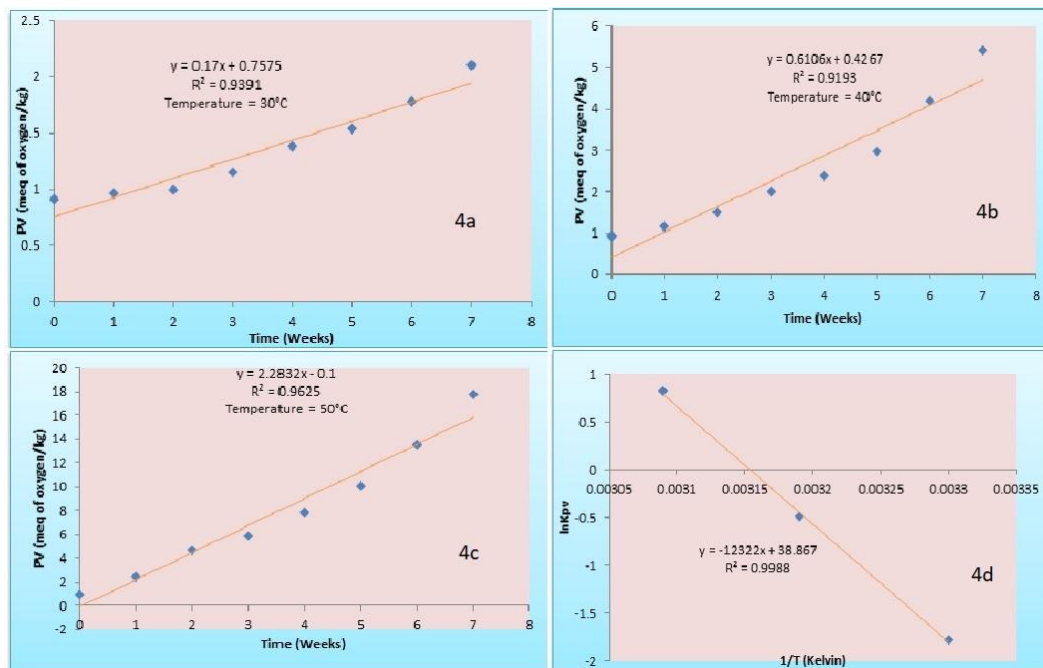 2.5
2
1.5
1
0.5
0
y = 0.17x + 0.7575
R² = 0.9391
Temperature = 30°C
4a
PV (meq of oxygen/kg)
0 1 2 3 4 5 6 7 8
Time (Weeks)
6
5
4
3
2
1
0
y = 0.6106x + 0.4267
R² = 0.9193
Temperature = 40°C
4b
PV (meq of oxygen/kg)
0 1 2 3 4 5 6 7 8
Time (Weeks)
20
18
16
14
12
10
8
6
4
2
0
-2
y = 2.2832x - 0.1
R² = 0.9625
Temperature = 50°C
4c
PV (meq of oxygen/kg)
0 1 2 3 4 5 6 7 8
Time (Weeks)
1
0.5
0
-0.5
-1
-1.5
-2
0.00305 0.0031 0.00315 0.0032 0.00325 0.0033 0.00335
lnKpv
y = -12322x + 38.867
R² = 0.9988
4d
1/T (Kelvin)